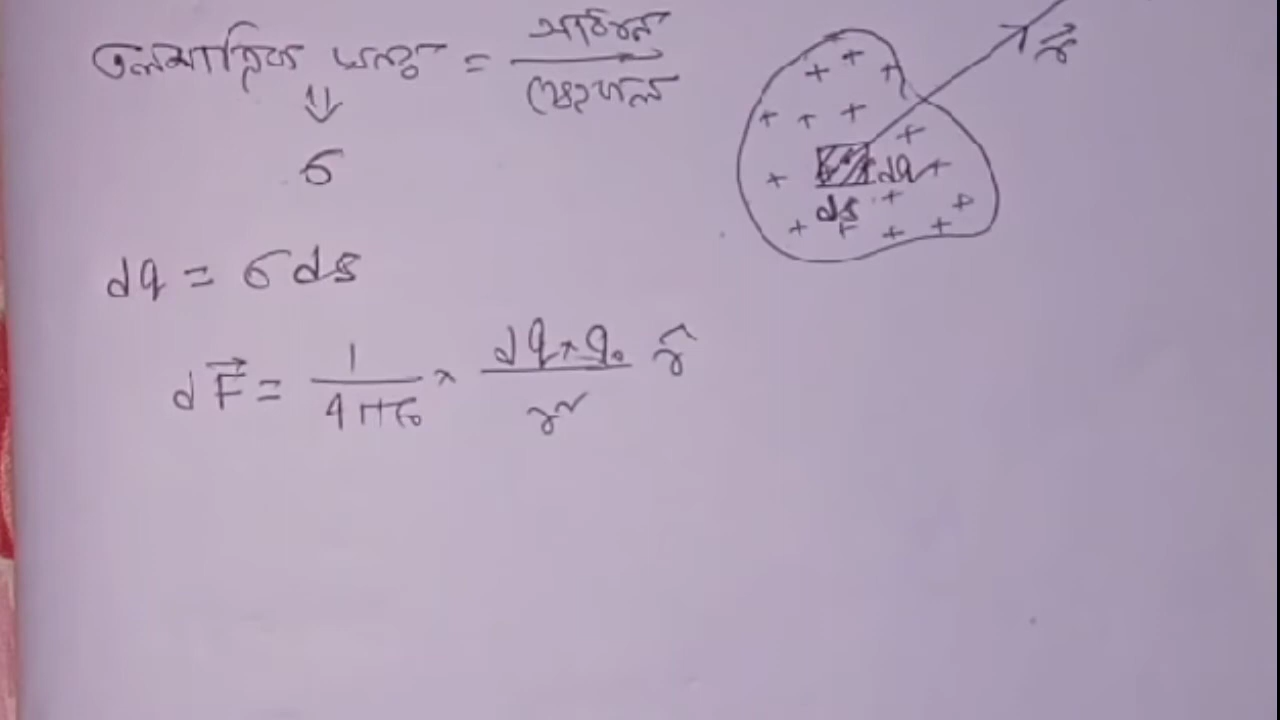 তলমাত্রিক ঘনত্ব = আধান / ক্ষেত্রফল
⇓
σ
dq = σ ds
dF⃗ = 1 / 4πε₀ × dq × q₀ / r² r̂
+ + + + + + + + + + + + + + + +
r⃗
dq
ds